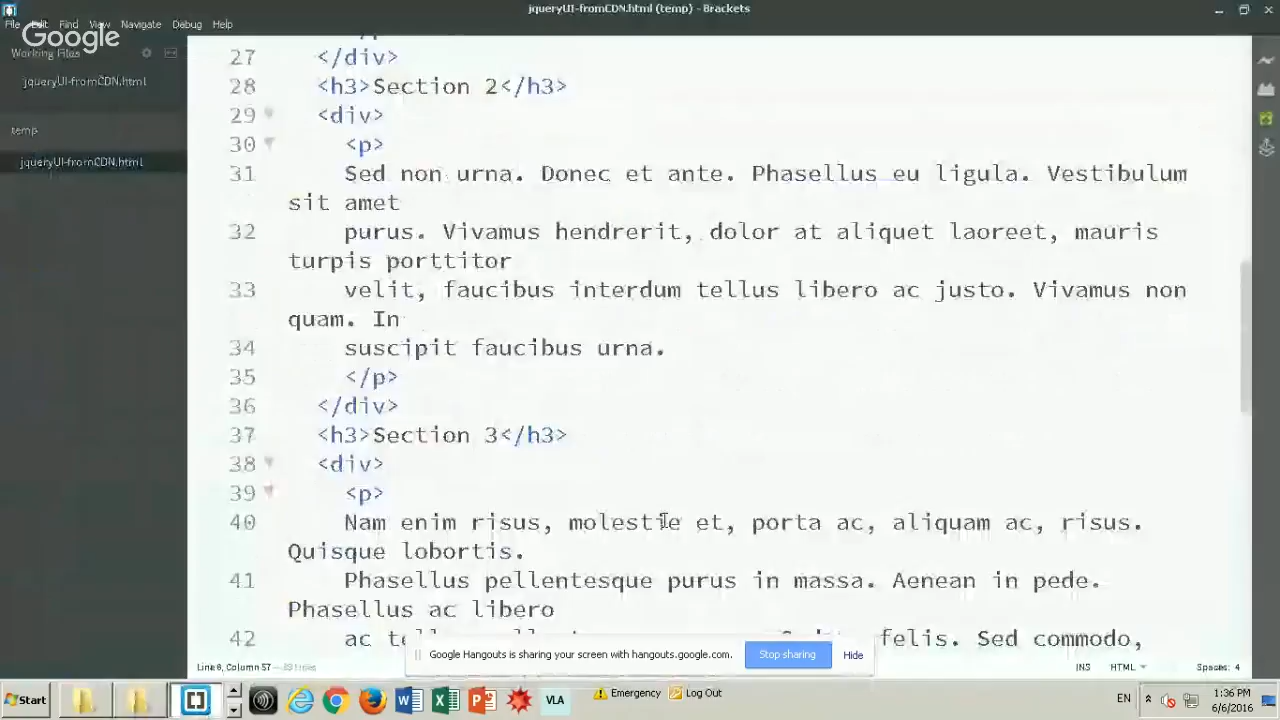 jqueryUI-fromCDN.html (temp) - Brackets
File Edit Find View Navigate Debug Help
Google
Working Files
jqueryUI-fromCDN.html
temp
jqueryUI-fromCDN.html
27 </div>
28 <h3>Section 2</h3>
29 <div>
30 <p>
31 Sed non urna. Donec et ante. Phasellus eu ligula. Vestibulum
sit amet
32 purus. Vivamus hendrerit, dolor at aliquet laoreet, mauris
turpis porttitor
33 velit, faucibus interdum tellus libero ac justo. Vivamus non
quam. In
34 suscipit faucibus urna.
35 </p>
36 </div>
37 <h3>Section 3</h3>
38 <div>
39 <p>
40 Nam enim risus, molestie et, porta ac, aliquam ac, risus.
Quisque lobortis.
41 Phasellus pellentesque purus in massa. Aenean in pede.
Phasellus ac libero
42 ac felis. Sed commodo,
Google Hangouts is sharing your screen with hangouts.google.com. Stop sharing Hide
Line 8, Column 57
INS HTML Spaces: 4
Start
VLA
Emergency Log Out
EN
1:36 PM
6/6/2016